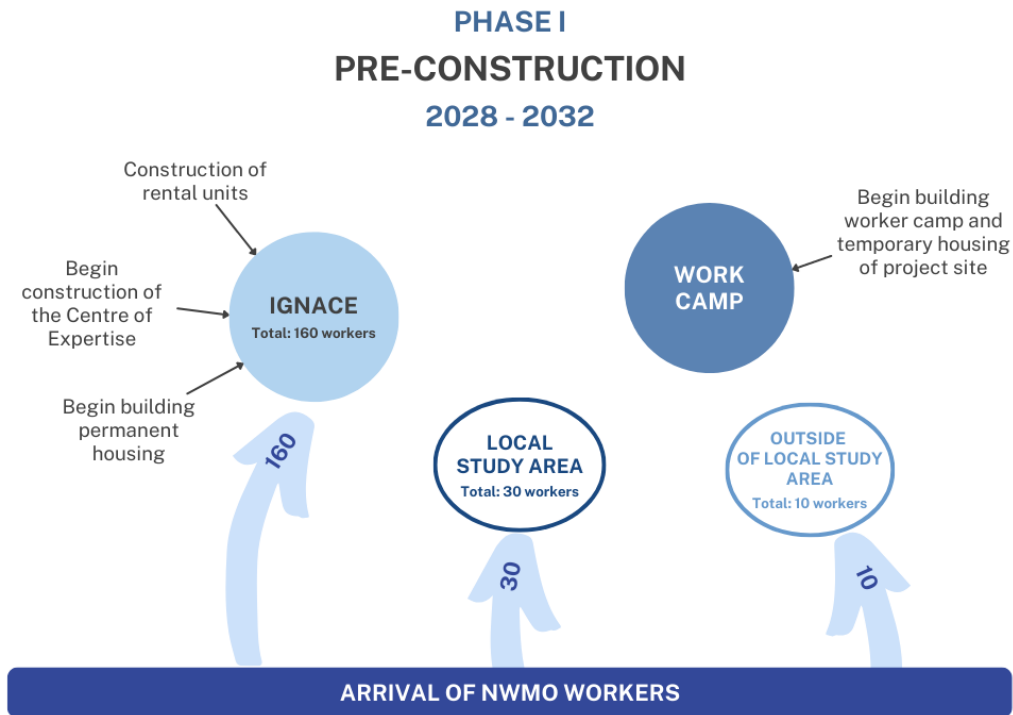 PHASE I
PRE-CONSTRUCTION
2028 - 2032
Construction of
rental units
Begin
construction of
the Centre of
Expertise
Begin building
permanent
housing
IGNACE
Total: 160 workers
WORK
CAMP
Begin building
worker camp and
temporary housing
of project site
LOCAL
STUDY AREA
Total: 30 workers
OUTSIDE
OF LOCAL STUDY
AREA
Total: 10 workers
160
30
10
ARRIVAL OF NWMO WORKERS